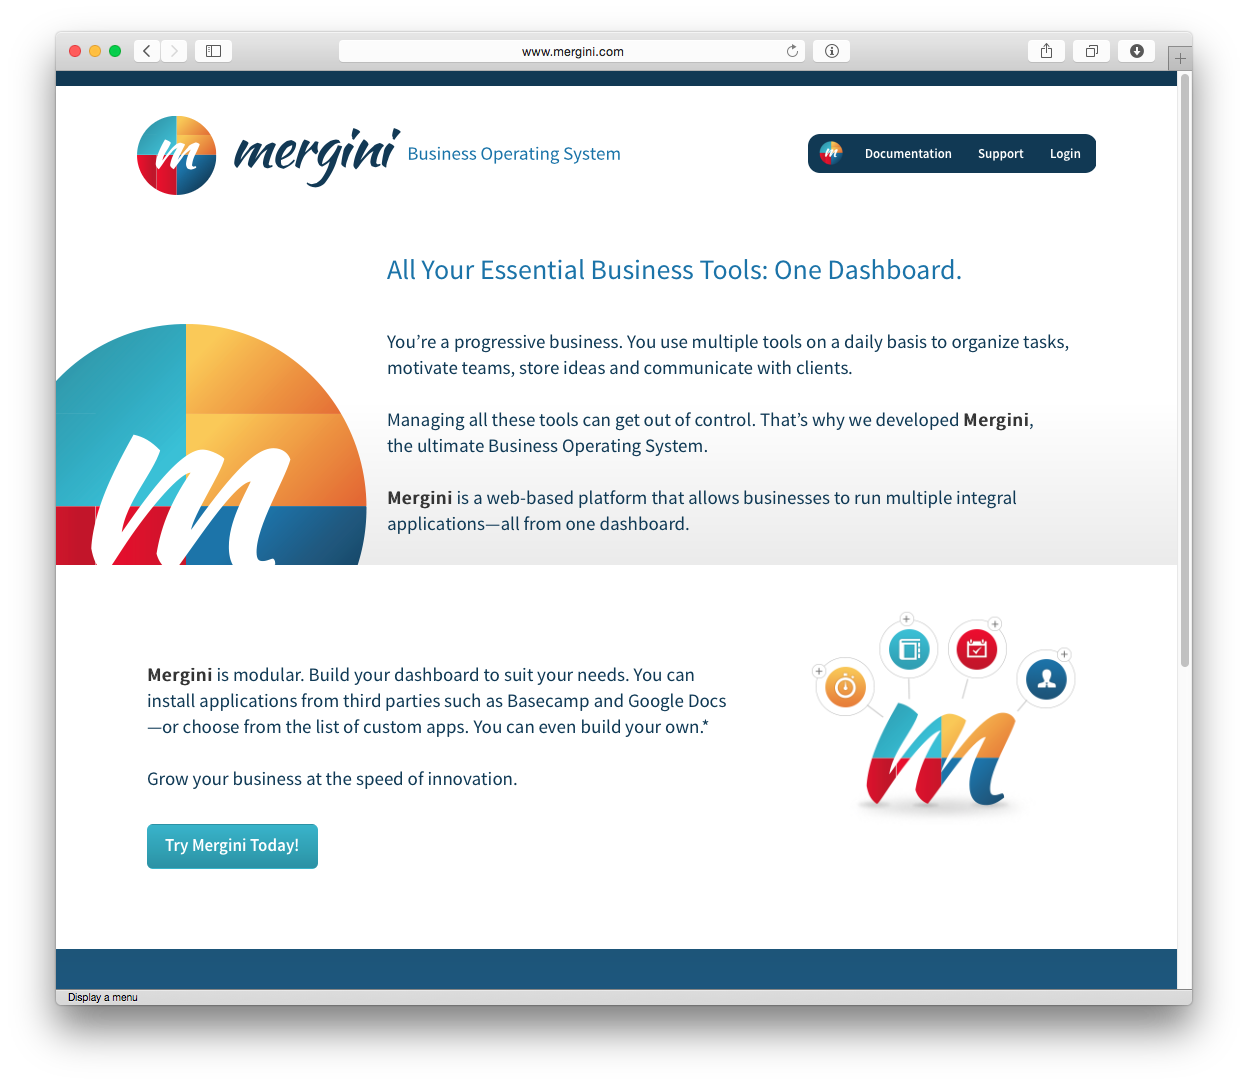 www.mergini.com
m mergini Business Operating System
m Documentation Support Login
All Your Essential Business Tools: One Dashboard.
You’re a progressive business. You use multiple tools on a daily basis to organize tasks,
motivate teams, store ideas and communicate with clients.
Managing all these tools can get out of control. That’s why we developed Mergini,
the ultimate Business Operating System.
Mergini is a web-based platform that allows businesses to run multiple integral
applications—all from one dashboard.
m
Mergini is modular. Build your dashboard to suit your needs. You can
install applications from third parties such as Basecamp and Google Docs
—or choose from the list of custom apps. You can even build your own.*
Grow your business at the speed of innovation.
m
Try Mergini Today!
Display a menu